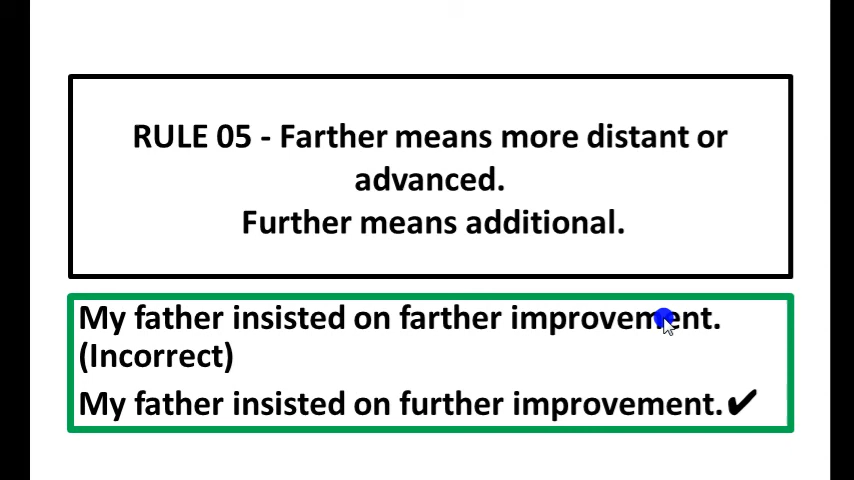 RULE 05 - Farther means more distant or
advanced.
Further means additional.
My father insisted on farther improvement.
(Incorrect)
My father insisted on further improvement.✔